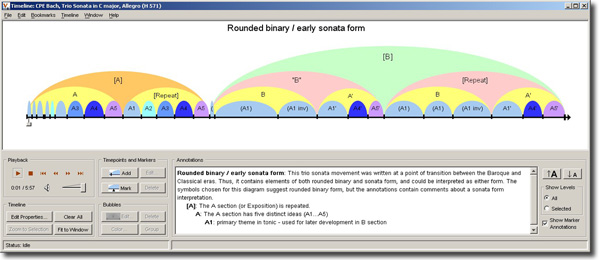 Timeline: CPE Bach, Trio Sonata in C major, Allegro (H 571)
File Edit Bookmarks Timeline Window Help
Rounded binary / early sonata form
[B]
[A] "B" [Repeat]
A [Repeat] B A' B A'
A3 A4 A5 A1 A2 A3 A4 A5 (A1) (A1 inv) A1' A4 A5' (A1) (A1 inv) A1' A4 A5'
Playback
0:01 / 5:57
Timepoints and Markers
Add Edit
Mark Delete
Timeline
Edit Properties... Clear All
Zoom to Selection Fit to Window
Bubbles
Edit Delete
Color... Group
Annotations
Rounded binary / early sonata form: This trio sonata movement was written at a point of transition between the Baroque and
Classical eras. Thus, it contains elements of both rounded binary and sonata form, and could be interpreted as either form. The
symbols chosen for this diagram suggest rounded binary form, but the annotations contain comments about a sonata form
interpretation.
[A]: The A section (or Exposition) is repeated.
A: The A section has five distinct ideas (A1...A5)
A1: primary theme in tonic - used for later development in B section
A A
Show Levels
All
Selected
Show Marker
Annotations
Status: Idle